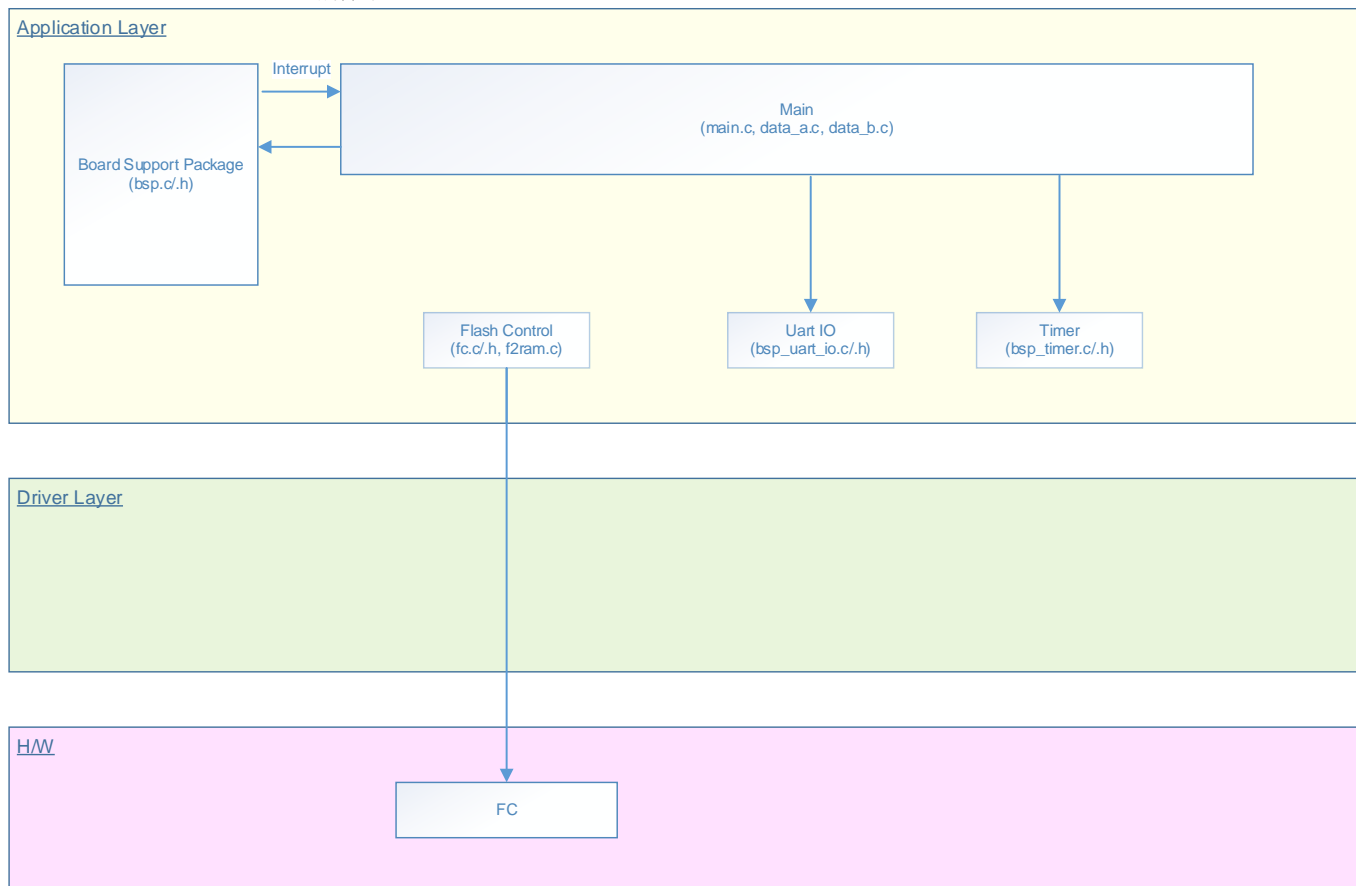 Application Layer
Interrupt
Main
(main.c, data_a.c, data_b.c)
Board Support Package
(bsp.c/.h)
Flash Control
(fc.c/.h, f2ram.c)
Uart IO
(bsp_uart_io.c/.h)
Timer
(bsp_timer.c/.h)
Driver Layer
H/W
FC